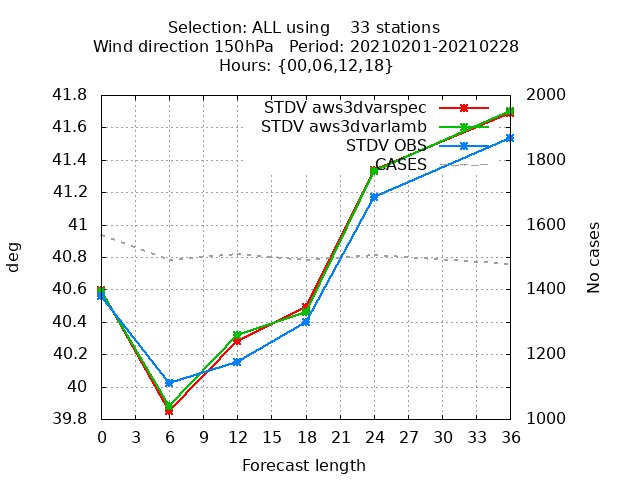 Selection: ALL using    33 stations
Wind direction 150hPa   Period: 20210201-20210228
Hours: {00,06,12,18}
41.8
41.6
41.4
41.2
41
40.8
40.6
40.4
40.2
40
39.8
deg
STDV aws3dvarspec
STDV aws3dvarlamb
STDV OBS
CASES
2000
1800
1600
1400
1200
1000
No cases
0 3 6 9 12 15 18 21 24 27 30 33 36
Forecast length